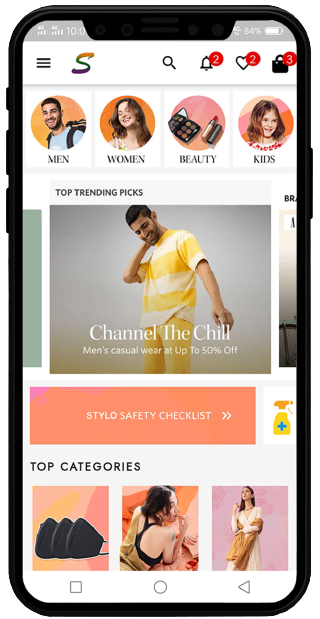 10:0 84%
2 2 3
MEN WOMEN BEAUTY KIDS
TOP TRENDING PICKS
BRA
Channel The Chill
Men's casual wear at Up To 50% Off
STYLO SAFETY CHECKLIST
TOP CATEGORIES